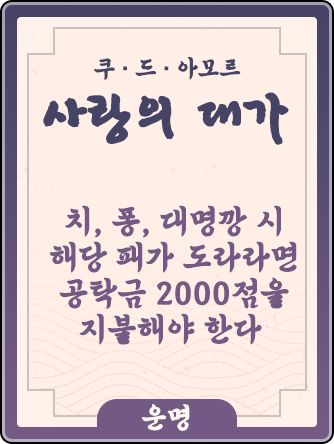 쿠·드·아모르
사랑의 대가
치, 퐁, 대명깡 시
해당 패가 도라라면
공탁금 2000점을
지불해야 한다
운명